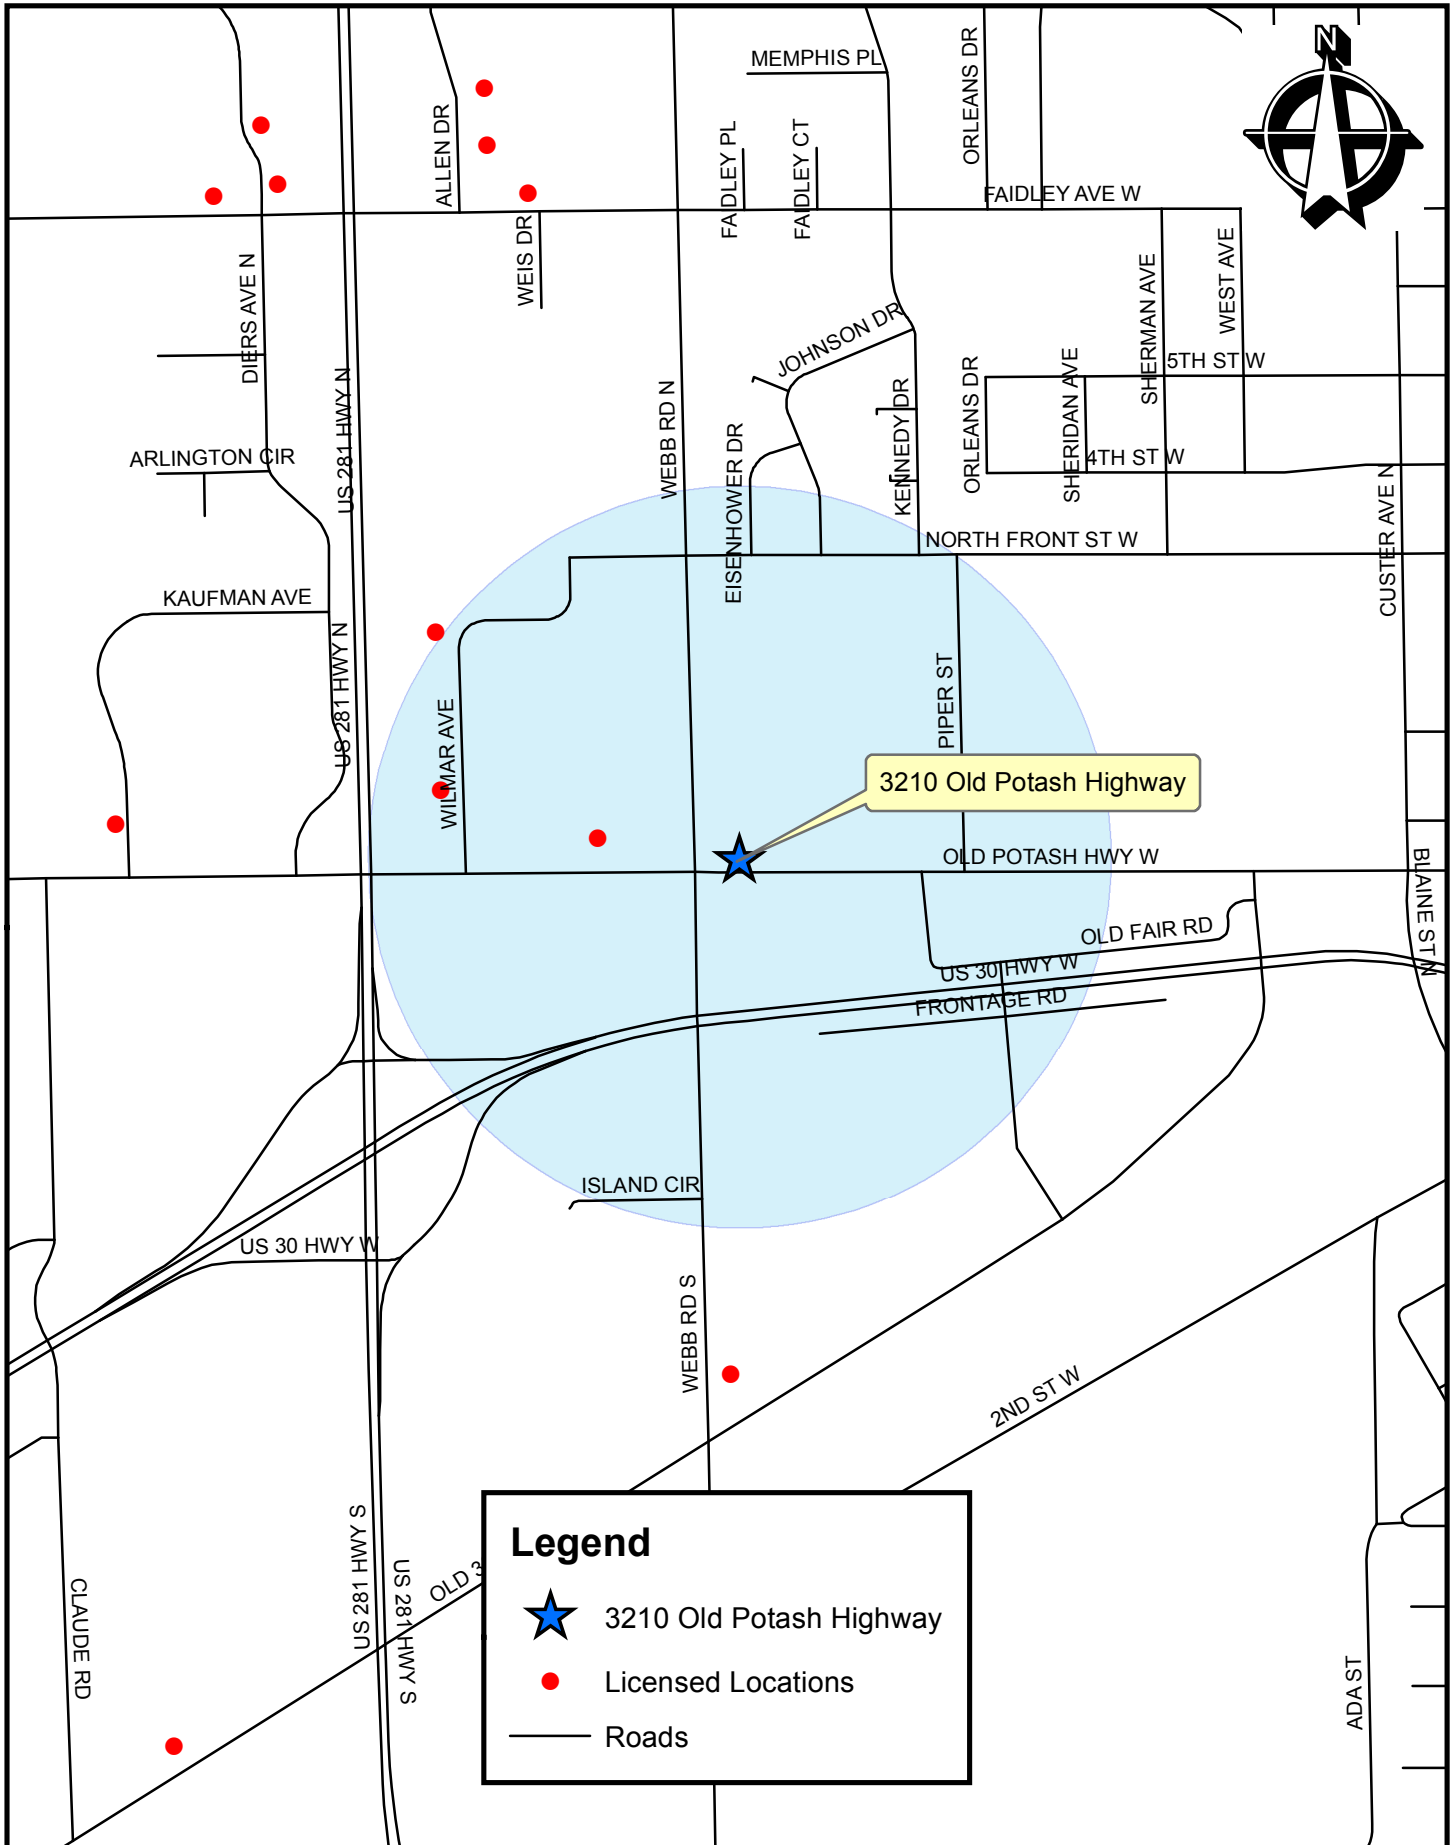 N
MEMPHIS PL
ORLEANS DR
ALLEN DR
FAIDLEY PL
FAIDLEY CT
FAIDLEY AVE W
WEIS DR
DIERS AVE N
SHERMAN AVE
WEST AVE
JOHNSON DR
5TH ST W
US 281 HWY N
WEBB RD N
KENNEDY DR
ORLEANS DR
SHERIDAN AVE
ARLINGTON CIR
EISENHOWER DR
4TH ST W
CUSTER AVE N
NORTH FRONT ST W
KAUFMAN AVE
US 281 HWY N
WILMAR AVE
PIPER ST
3210 Old Potash Highway
OLD POTASH HWY W
BLAINE ST N
OLD FAIR RD
US 30 HWY W
FRONTAGE RD
ISLAND CIR
US 30 HWY W
WEBB RD S
2ND ST W
US 281 HWY S
US 281 HWY S
OLD 3
CLAUDE RD
ADA ST
Legend
3210 Old Potash Highway
Licensed Locations
Roads